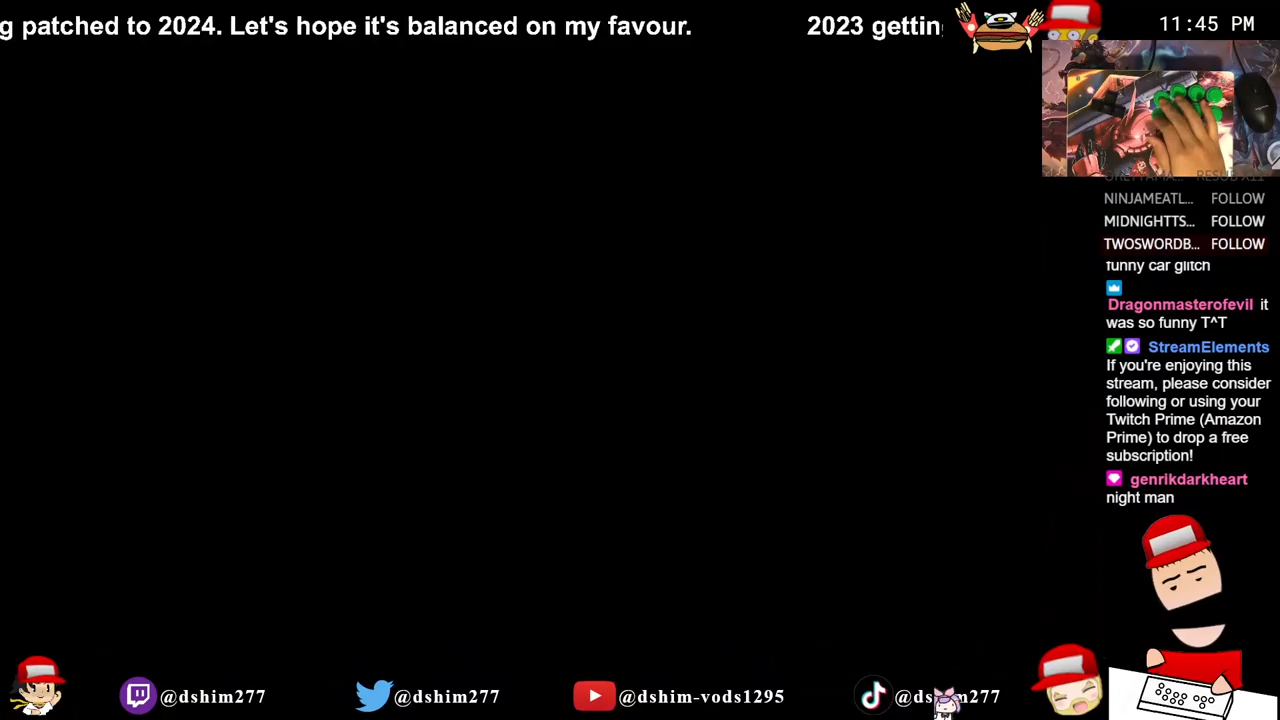 g patched to 2024. Let's hope it's balanced on my favour. 2023 getting
11:45 PM
NINJAMEATL... FOLLOW
MIDNIGHTTS... FOLLOW
TWOSWORDB... FOLLOW
funny car glitch
Dragonmasterofevil it
was so funny T^T
StreamElements
If you're enjoying this
stream, please consider
following or using your
Twitch Prime (Amazon
Prime) to drop a free
subscription!
genrikdarkheart
night man
@dshim277 @dshim277 @dshim-vods1295